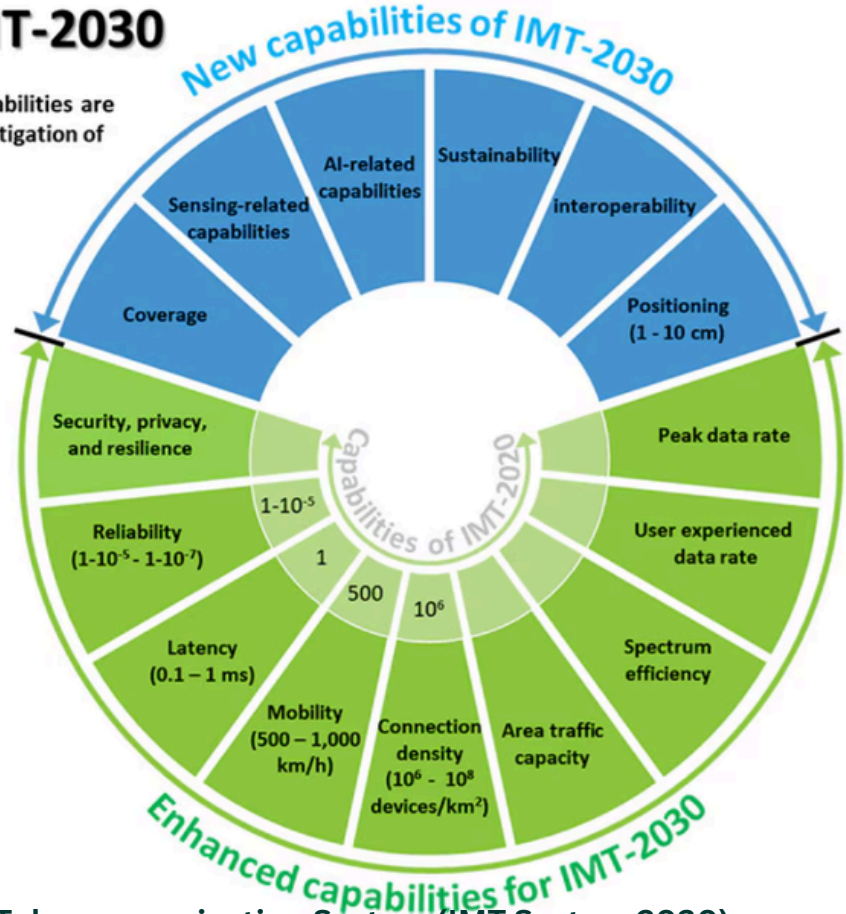 T-2030
abilities are
tigation of
New capabilities of IMT-2030
Coverage
Sensing-related
capabilities
AI-related
capabilities
Sustainability
interoperability
Positioning
(1 - 10 cm)
Security, privacy,
and resilience
Reliability
(1-10⁻⁵ - 1-10⁻⁷)
Latency
(0.1 – 1 ms)
Mobility
(500 – 1,000
km/h)
Connection
density
(10⁶ - 10⁸
devices/km²)
Area traffic
capacity
Spectrum
efficiency
User experienced
data rate
Peak data rate
1-10⁻⁵
1
500
10⁶
Capabilities of IMT-2020
Enhanced capabilities for IMT-2030